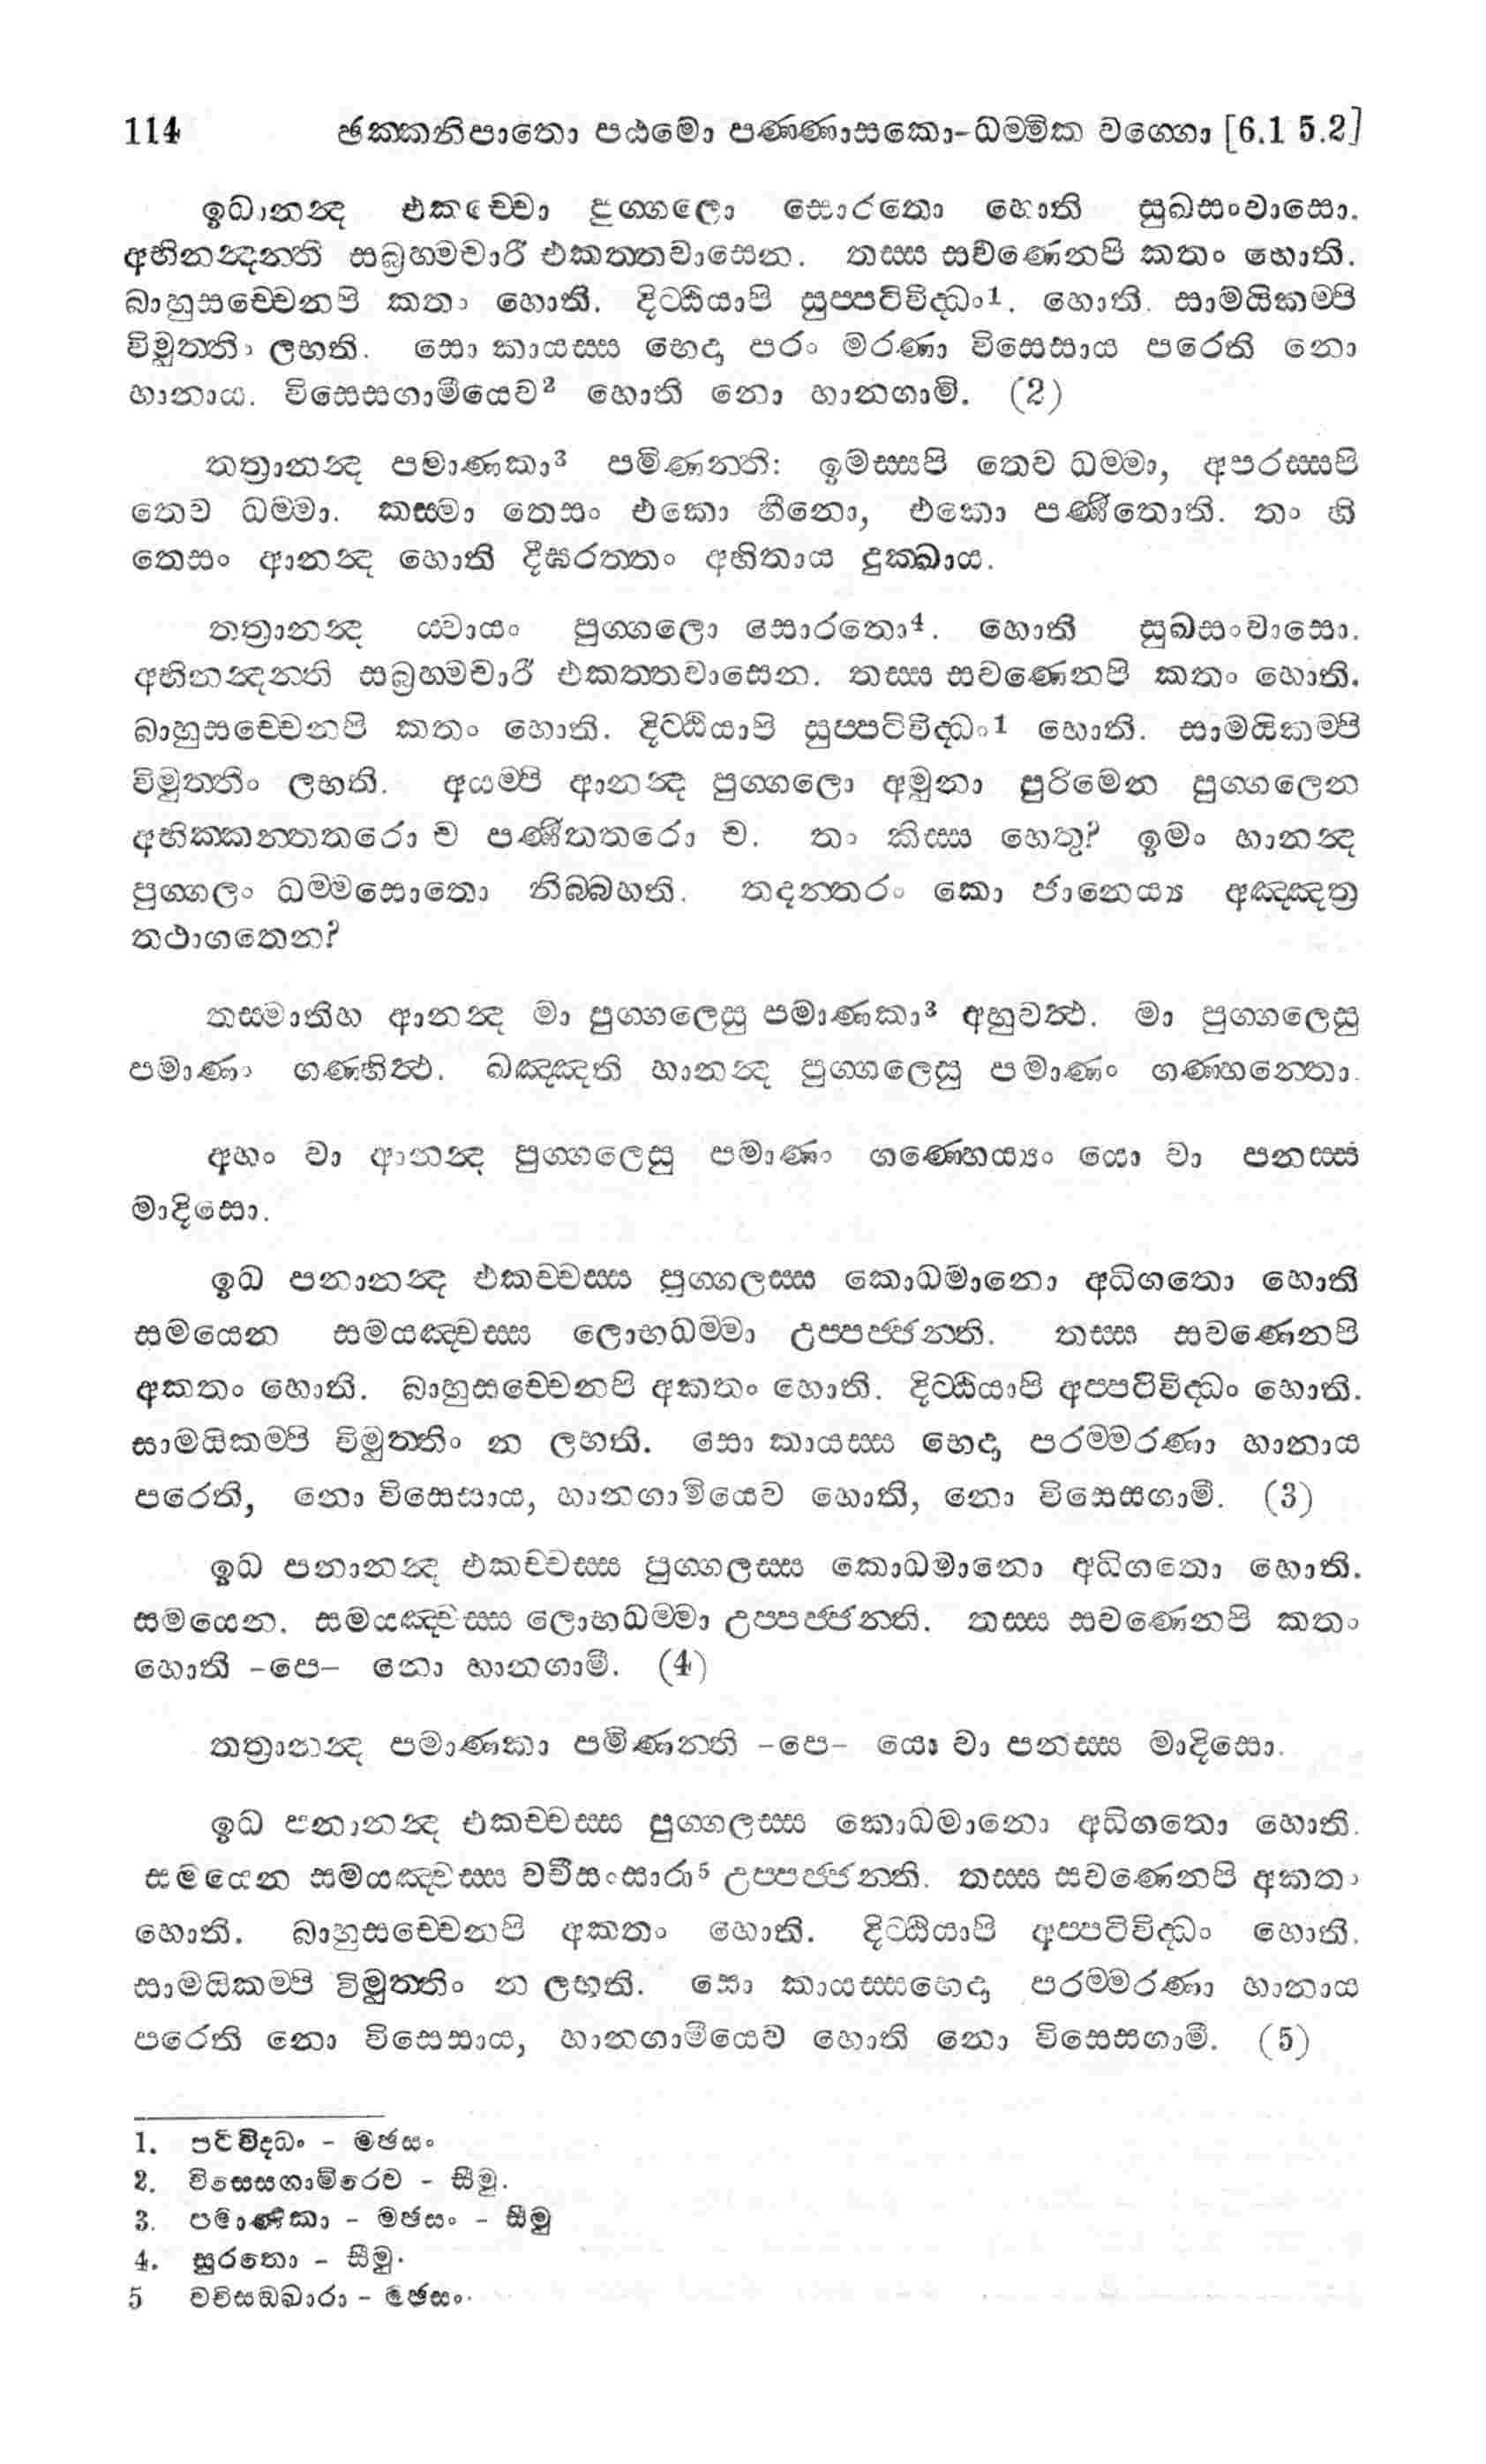 114 ඡක්කනිපාතො පඨමො පණ්ණාසකො-ධම්මික වග්ගො [6.1 5.2]
ඉධානන්ද එකච්චො පුග්ගලො සොරතො හොති සුඛසංවාසො.
අභිනන්දන්ති සබ්‍රහ්මචාරී එකත්තවාසෙන. තස්ස සවණෙනපි කතං හොති.
බාහුසච්චෙනපි කතං හොති. දිට්ඨියාපි සුප්පටිවිද්ධං1. හොති. සාමයිකම්පි
විමුත්තිං ලභති. සො කායස්ස භෙදා පරං මරණා විසෙසාය පරෙති නො
හානාය. විසෙසගාමීයෙව2 හොති නො හානගාමි. (2)
තත්‍රානන්ද පමාණකා3 පමිණන්ති: ඉමස්සපි තෙව ධම්මා, අපරස්සපි
තෙව ධම්මා. කස්මා තෙසං එකො හීනො, එකො පණීතොති. තං හි
තෙසං ආනන්ද හොති දීඝරත්තං අහිතාය දුක්ඛාය.
තත්‍රානන්ද ය්වායං පුග්ගලො සොරතො4. හොති සුඛසංවාසො.
අභිනන්දන්ති සබ්‍රහ්මචාරී එකත්තවාසෙන. තස්ස සවණෙනපි කතං හොති.
බාහුසච්චෙනපි කතං හොති. දිට්ඨියාපි සුප්පටිවිද්ධං1 හොති. සාමයිකම්පි
විමුත්තිං ලභති. අයම්පි ආනන්ද පුග්ගලො අමුනා පුරිමෙන පුග්ගලෙන
අභික්කන්තතරො ච පණීතතරො ච. තං කිස්ස හෙතු? ඉමං හානන්ද
පුග්ගලං ධම්මසොතො නිබ්බහති. තදන්තරං කො ජානෙය්‍ය අඤ්ඤත්‍ර
තථාගතෙන?
තස්මාතිහ ආනන්ද මා පුග්ගලෙසු පමාණකා3 අහුවත්ථ. මා පුග්ගලෙසු
පමාණං ගණ්හිත්ථ. ඛඤ්ඤති හානන්ද පුග්ගලෙසු පමාණං ගණ්හන්තො.
අහං වා ආනන්ද පුග්ගලෙසු පමාණං ගණ්හෙය්‍යං යො වා පනස්ස
මාදිසො.
ඉධ පනානන්ද එකච්චස්ස පුග්ගලස්ස කොධමානො අධිගතො හොති
සමයෙන සමයඤ්චස්ස ලොභධම්මා උප්පජ්ජන්ති. තස්ස සවණෙනපි
අකතං හොති. බාහුසච්චෙනපි අකතං හොති. දිට්ඨියාපි අප්පටිවිද්ධං හොති.
සාමයිකම්පි විමුත්තිං න ලභති. සො කායස්ස භෙදා පරම්මරණා හානාය
පරෙති, නො විසෙසාය, හානගාමියෙව හොති, නො විසෙසගාමී. (3)
ඉධ පනානන්ද එකච්චස්ස පුග්ගලස්ස කොධමානො අධිගතො හොති.
සමයෙන. සමයඤ්චස්ස ලොභධම්මා උප්පජ්ජන්ති. තස්ස සවණෙනපි කතං
හොති -පෙ- නො හානගාමී. (4)
තත්‍රානන්ද පමාණකා පමිණන්ති -පෙ- යො වා පනස්ස මාදිසො.
ඉධ පනානන්ද එකච්චස්ස පුග්ගලස්ස කොධමානො අධිගතො හොති.
සමයෙන සමයඤ්චස්ස වචීසංසාරා5 උප්පජ්ජන්ති. තස්ස සවණෙනපි අකතං
හොති. බාහුසච්චෙනපි අකතං හොති. දිට්ඨියාපි අප්පටිවිද්ධං හොති.
සාමයිකම්පි විමුත්තිං න ලභති. සො කායස්සභෙදා පරම්මරණා හානාය
පරෙති නො විසෙසාය, හානගාමීයෙව හොති නො විසෙසගාමී. (5)
1. පටිවිද්ධං - මඡසං
2. විසෙසගාමිරෙව - සීමු.
3. පමාණිකා - මඡසං - සීමු
4. සුරතො - සීමු.
5 වචිසඞ්ඛාරා - මඡසං.